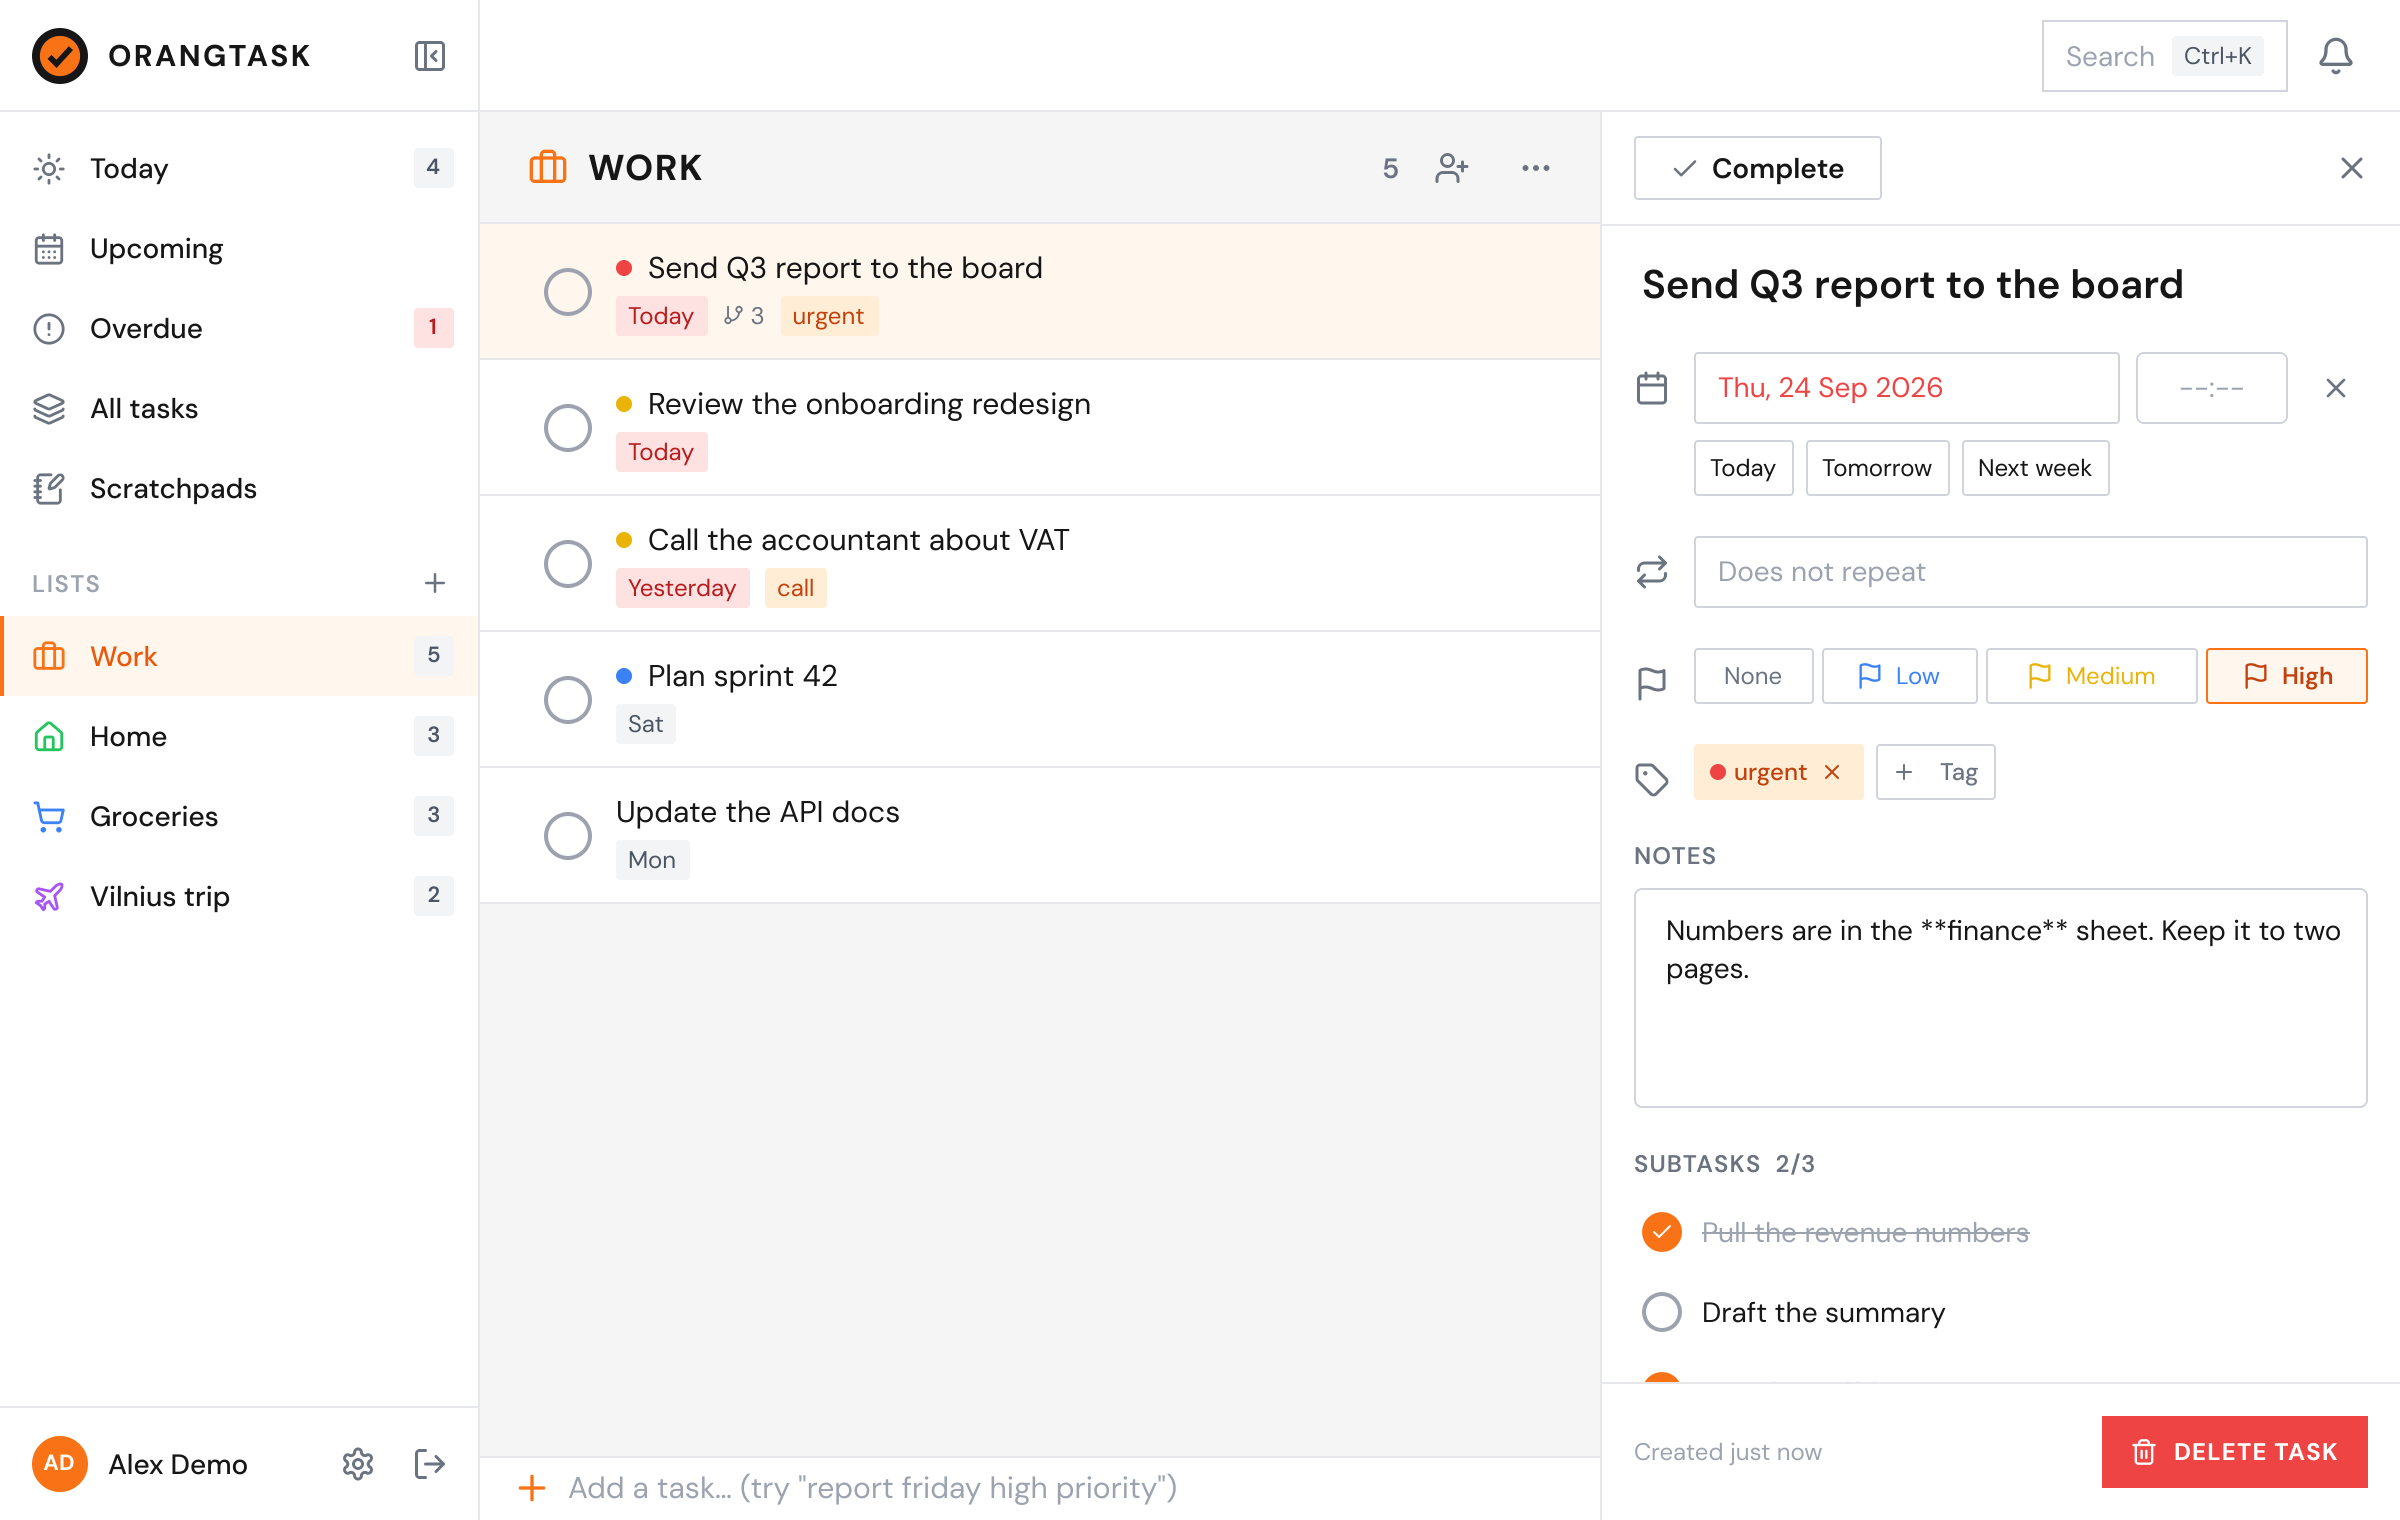 ORANGTASK
Search Ctrl+K
Today 4
Upcoming
Overdue 1
All tasks
Scratchpads
LISTS
Work 5
Home 3
Groceries 3
Vilnius trip 2
AD Alex Demo
WORK 5
Send Q3 report to the board
Today 3 urgent
Review the onboarding redesign
Today
Call the accountant about VAT
Yesterday call
Plan sprint 42
Sat
Update the API docs
Mon
Add a task... (try "report friday high priority")
Complete
Send Q3 report to the board
Thu, 24 Sep 2026 --:--
Today Tomorrow Next week
Does not repeat
None Low Medium High
urgent Tag
NOTES
Numbers are in the **finance** sheet. Keep it to two
pages.
SUBTASKS 2/3
Pull the revenue numbers
Draft the summary
Created just now
DELETE TASK